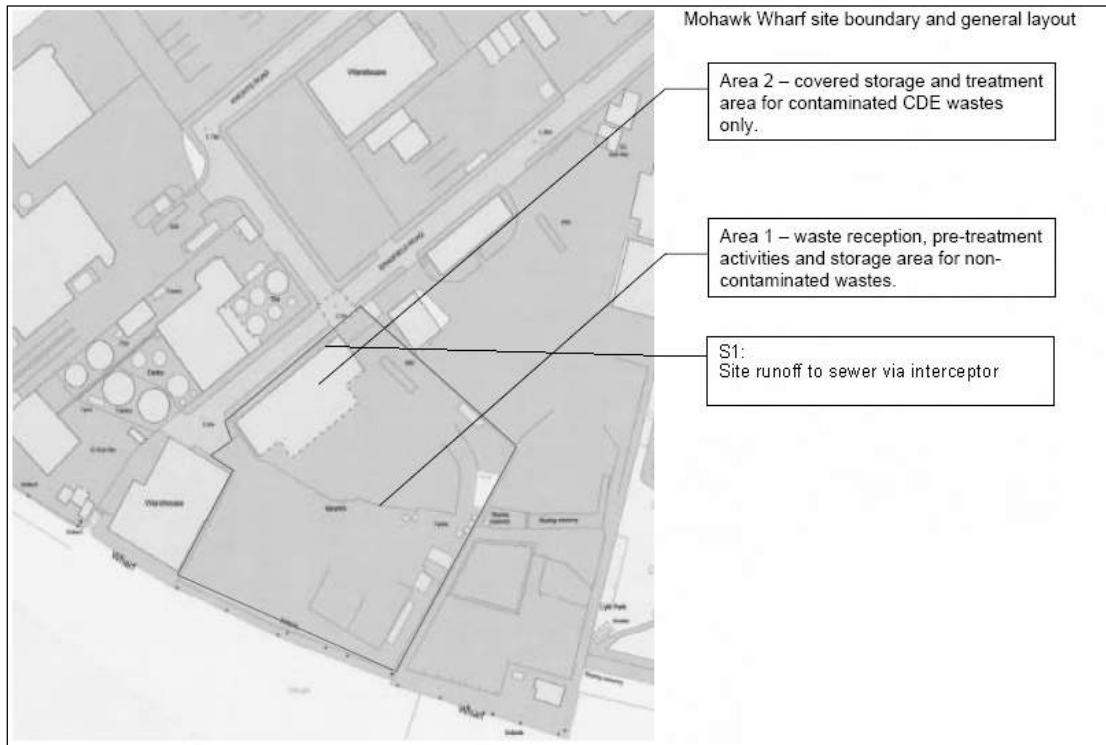 Mohawk Wharf site boundary and general layout
Area 2 – covered storage and treatment
area for contaminated CDE wastes
only.
Area 1 – waste reception, pre-treatment
activities and storage area for non-
contaminated wastes.
S1:
Site runoff to sewer via interceptor
Warehouse
Warehouse
Wharf
Wharf